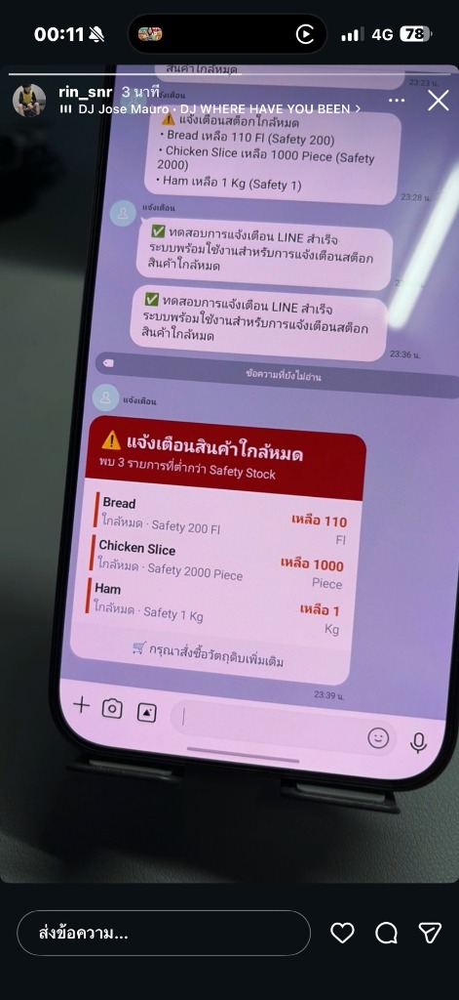 00:11
4G
78
rin_snr 3 นาที
DJ Jose Mauro • DJ WHERE HAVE YOU BEEN >
สินค้าใกล้หมด
23:23 น.
แจ้งเตือน
⚠️ แจ้งเตือนสต็อกใกล้หมด
• Bread เหลือ 110 Fl (Safety 200)
• Chicken Slice เหลือ 1000 Piece (Safety
2000)
• Ham เหลือ 1 Kg (Safety 1)
23:28 น.
แจ้งเตือน
✅ ทดสอบการแจ้งเตือน LINE สำเร็จ
ระบบพร้อมใช้งานสำหรับการแจ้งเตือนสต็อก
สินค้าใกล้หมด
✅ ทดสอบการแจ้งเตือน LINE สำเร็จ
ระบบพร้อมใช้งานสำหรับการแจ้งเตือนสต็อก
สินค้าใกล้หมด
23:36 น.
ข้อความที่ยังไม่อ่าน
แจ้งเตือน
⚠️ แจ้งเตือนสินค้าใกล้หมด
พบ 3 รายการที่ต่ำกว่า Safety Stock
Bread
เหลือ 110
ใกล้หมด · Safety 200 Fl
Fl
Chicken Slice
เหลือ 1000
ใกล้หมด · Safety 2000 Piece
Piece
Ham
เหลือ 1
ใกล้หมด · Safety 1 Kg
Kg
🛒 กรุณาสั่งซื้อวัตถุดิบเพิ่มเติม
23:39 น.
ส่งข้อความ...